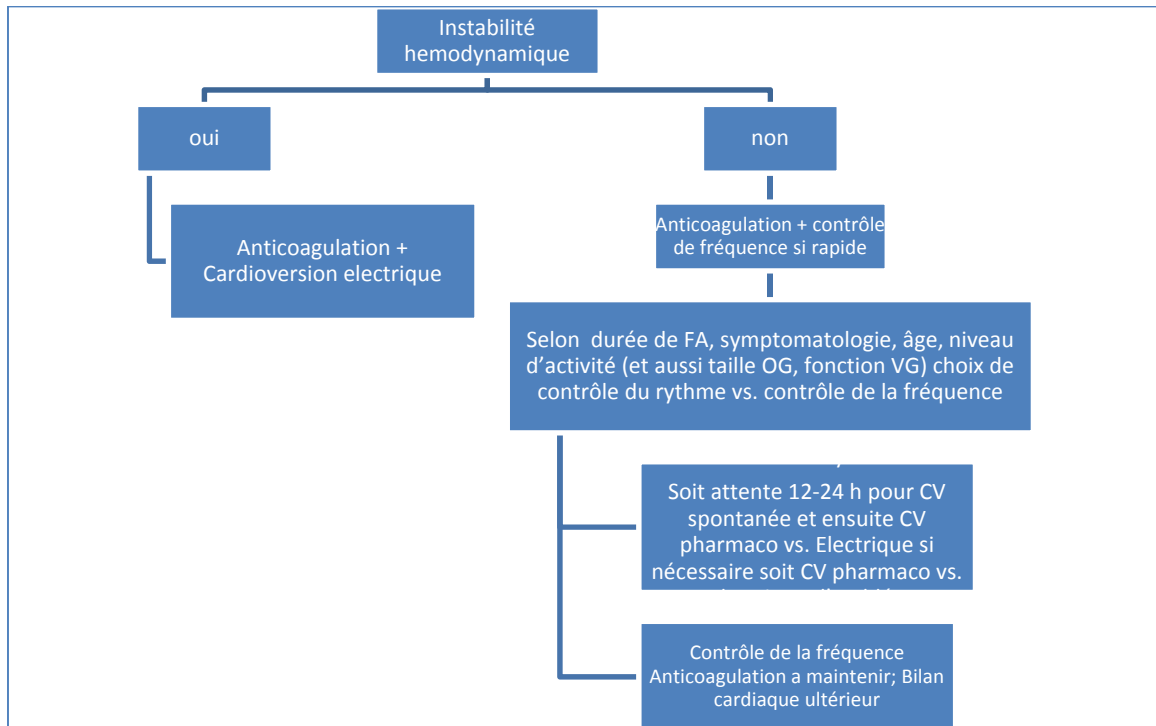 Instabilité
hemodynamique
oui
non
Anticoagulation +
Cardioversion electrique
Anticoagulation + contrôle
de fréquence si rapide
Selon durée de FA, symptomatologie, âge, niveau
d’activité (et aussi taille OG, fonction VG) choix de
contrôle du rythme vs. contrôle de la fréquence
Soit attente 12-24 h pour CV
spontanée et ensuite CV
pharmaco vs. Electrique si
nécessaire soit CV pharmaco vs.
Contrôle de la fréquence
Anticoagulation a maintenir; Bilan
cardiaque ultérieur